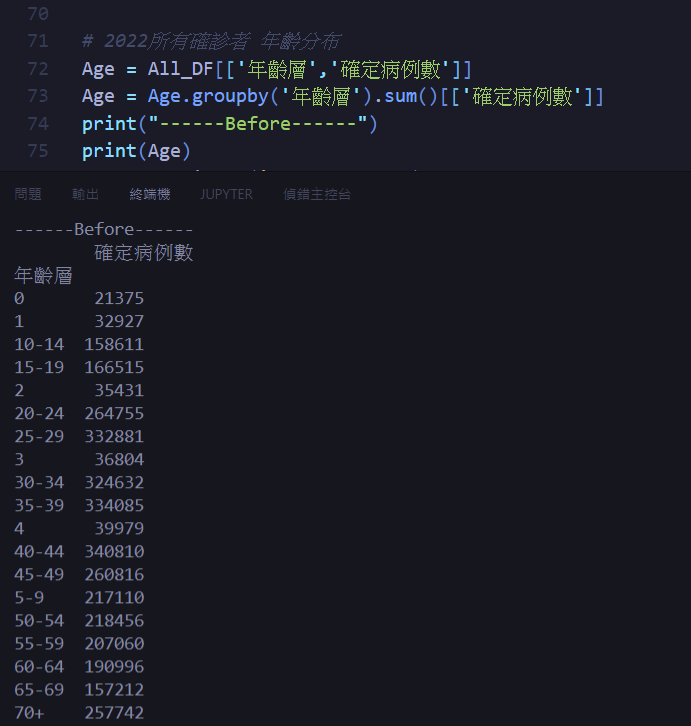 70
71 # 2022所有確診者 年齡分布
72 Age = All_DF[['年齡層','確定病例數']]
73 Age = Age.groupby('年齡層').sum()[['確定病例數']]
74 print("------Before------")
75 print(Age)
問題 輸出 終端機 JUPYTER 偵錯主控台
------Before------
確定病例數
年齡層
0 21375
1 32927
10-14 158611
15-19 166515
2 35431
20-24 264755
25-29 332881
3 36804
30-34 324632
35-39 334085
4 39979
40-44 340810
45-49 260816
5-9 217110
50-54 218456
55-59 207060
60-64 190996
65-69 157212
70+ 257742